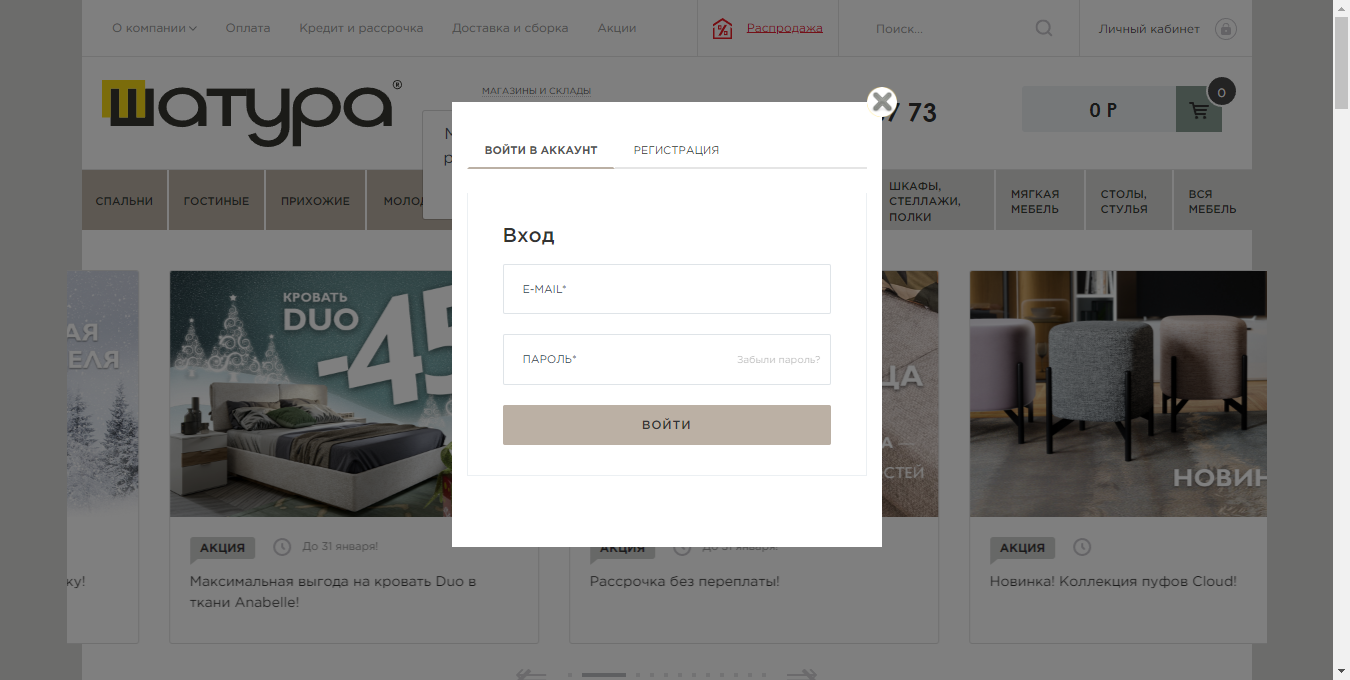 О компании
Оплата
Кредит и рассрочка
Доставка и сборка
Акции
Распродажа
Поиск...
Личный кабинет
шатура®
МАГАЗИНЫ И СКЛАДЫ
73
0 Р
0
СПАЛЬНИ
ГОСТИНЫЕ
ПРИХОЖИЕ
ШКАФЫ,
СТЕЛЛАЖИ,
ПОЛКИ
МЯГКАЯ
МЕБЕЛЬ
СТОЛЫ,
СТУЛЬЯ
ВСЯ
МЕБЕЛЬ
ВОЙТИ В АККАУНТ
РЕГИСТРАЦИЯ
Вход
E-MAIL*
ПАРОЛЬ*
Забыли пароль?
ВОЙТИ
КРОВАТЬ
DUO
-45
НОВИН
АКЦИЯ
До 31 января!
Максимальная выгода на кровать Duo в
ткани Anabelle!
АКЦИЯ
До 31 января!
Рассрочка без переплаты!
АКЦИЯ
Новинка! Коллекция пуфов Cloud!